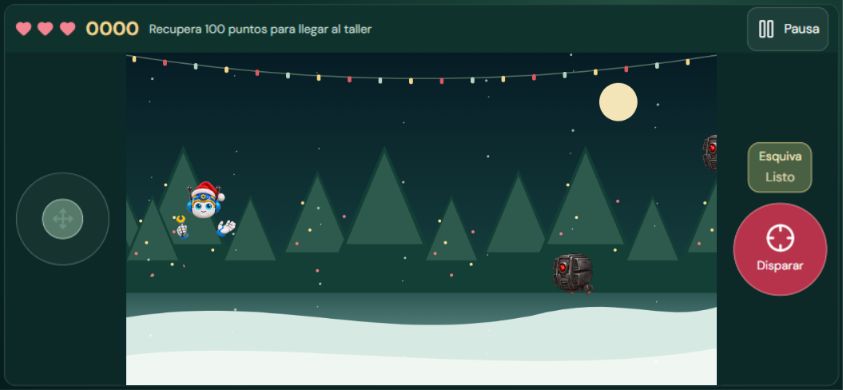 0000
Recupera 100 puntos para llegar al taller
Pausa
Esquiva
Listo
Disparar